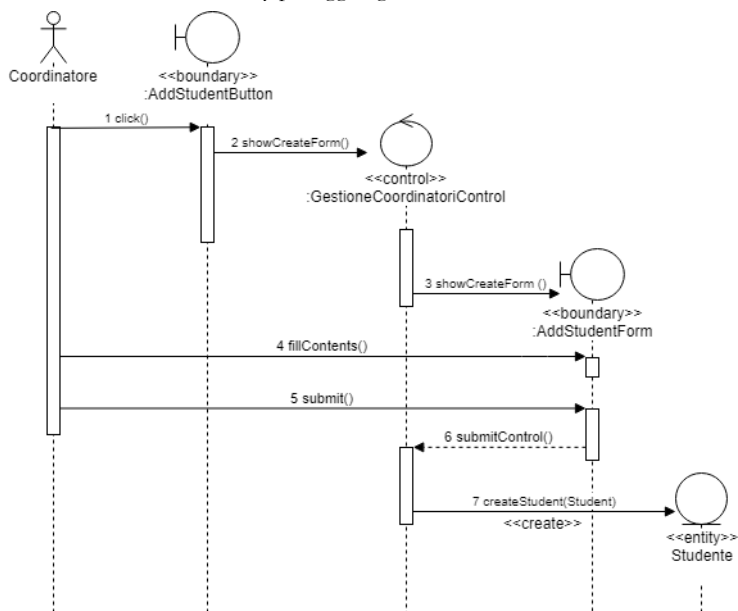 Coordinatore
<<boundary>>
:AddStudentButton
1 click()
2 showCreateForm()
<<control>>
:GestioneCoordinatoriControl
3 showCreateForm ()
<<boundary>>
:AddStudentForm
4 fillContents()
5 submit()
6 submitControl()
7 createStudent(Student)
<<create>>
<<entity>>
Studente